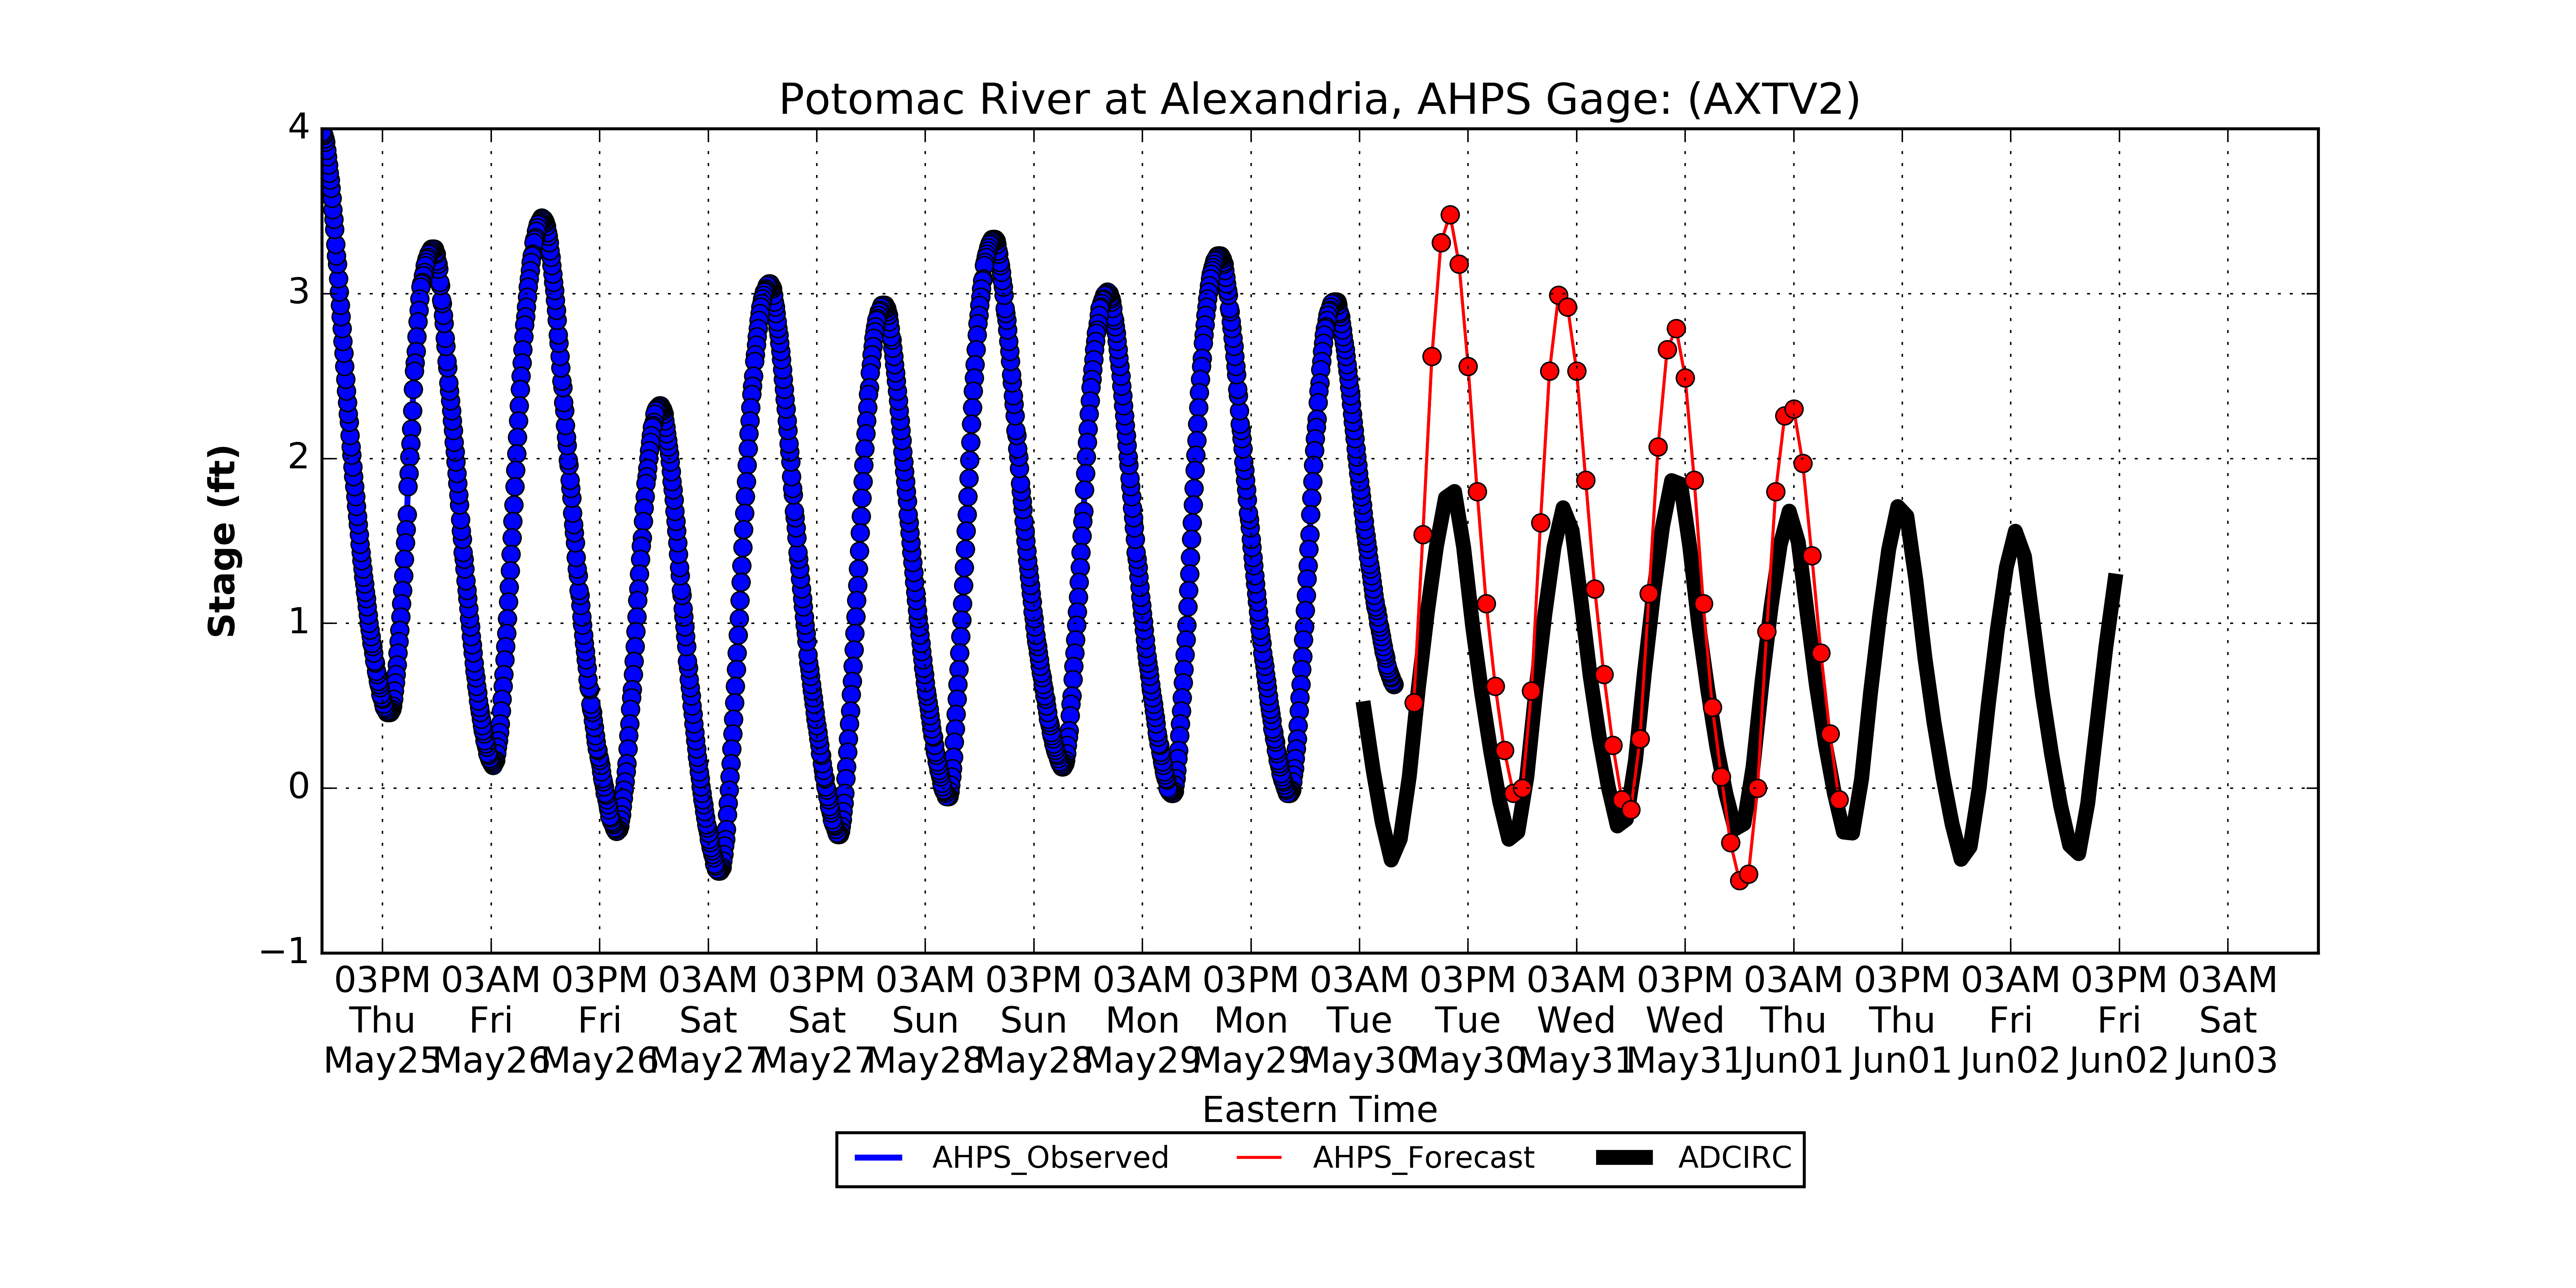 Potomac River at Alexandria, AHPS Gage: (AXTV2)
4
3
2
1
0
−1
Stage (ft)
03PM 03AM 03PM 03AM 03PM 03AM 03PM 03AM 03PM 03AM 03PM 03AM 03PM 03AM 03PM 03AM 03PM 03AM
Thu Fri Fri Sat Sat Sun Sun Mon Mon Tue Tue Wed Wed Thu Thu Fri Fri Sat
May25 May26 May26 May27 May27 May28 May28 May29 May29 May30 May30 May31 May31 Jun01 Jun01 Jun02 Jun02 Jun03
Eastern Time
AHPS_Observed AHPS_Forecast ADCIRC